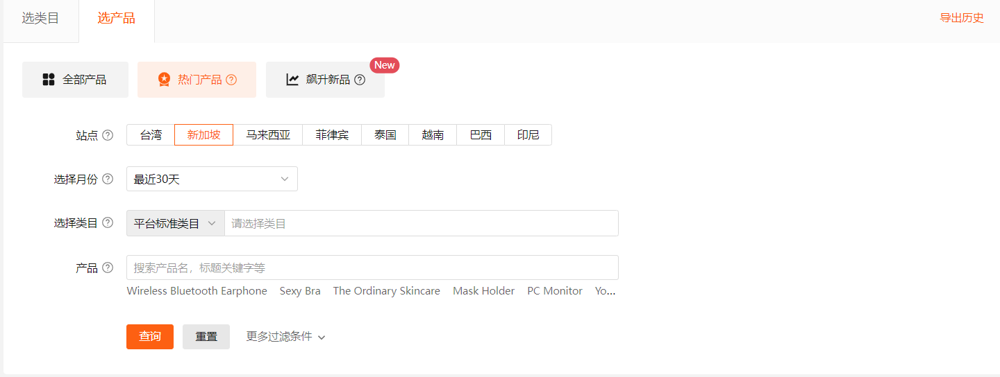 选类目 选产品 导出历史
New
全部产品 热门产品 飙升新品
站点 台湾 新加坡 马来西亚 菲律宾 泰国 越南 巴西 印尼
选择月份 最近30天
选择类目 平台标准类目 请选择类目
产品 搜索产品名，标题关键字等
Wireless Bluetooth Earphone Sexy Bra The Ordinary Skincare Mask Holder PC Monitor Yo...
查询 重置 更多过滤条件